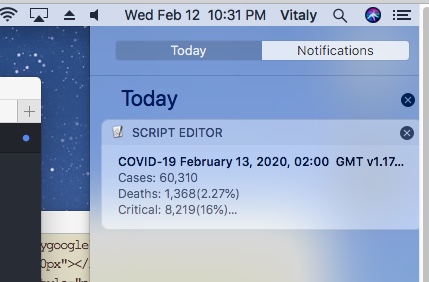 Wed Feb 12 10:31 PM Vitaly
Today Notifications
Today
SCRIPT EDITOR
COVID-19 February 13, 2020, 02:00 GMT v1.17...
Cases: 60,310
Deaths: 1,368(2.27%)
Critical: 8,219(16%)...
ygoogle
0px"></